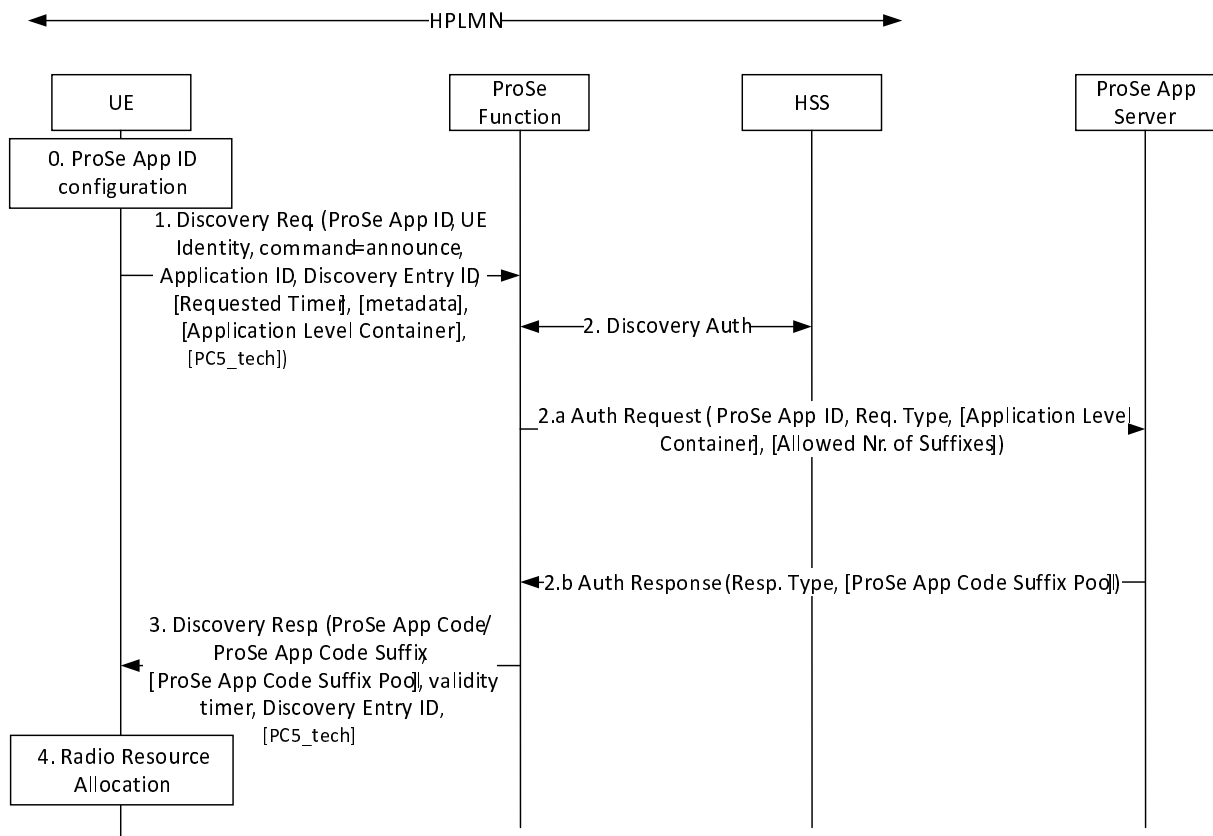 HPLMN
UE
ProSe
Function
HSS
ProSe App
Server
0. ProSe App ID
configuration
1. Discovery Req. (ProSe App ID, UE
Identity, command=announce,
Application ID, Discovery Entry ID,
[Requested Timer], [metadata],
[Application Level Container],
[PC5_tech])
2. Discovery Auth
2.a Auth Request ( ProSe App ID, Req. Type, [Application Level
Container], [Allowed Nr. of Suffixes])
2.b Auth Response (Resp. Type, [ProSe App Code Suffix Pool])
3. Discovery Resp. (ProSe App Code/
ProSe App Code Suffix,
[ProSe App Code Suffix Pool], validity
timer, Discovery Entry ID,
[PC5_tech]
4. Radio Resource
Allocation